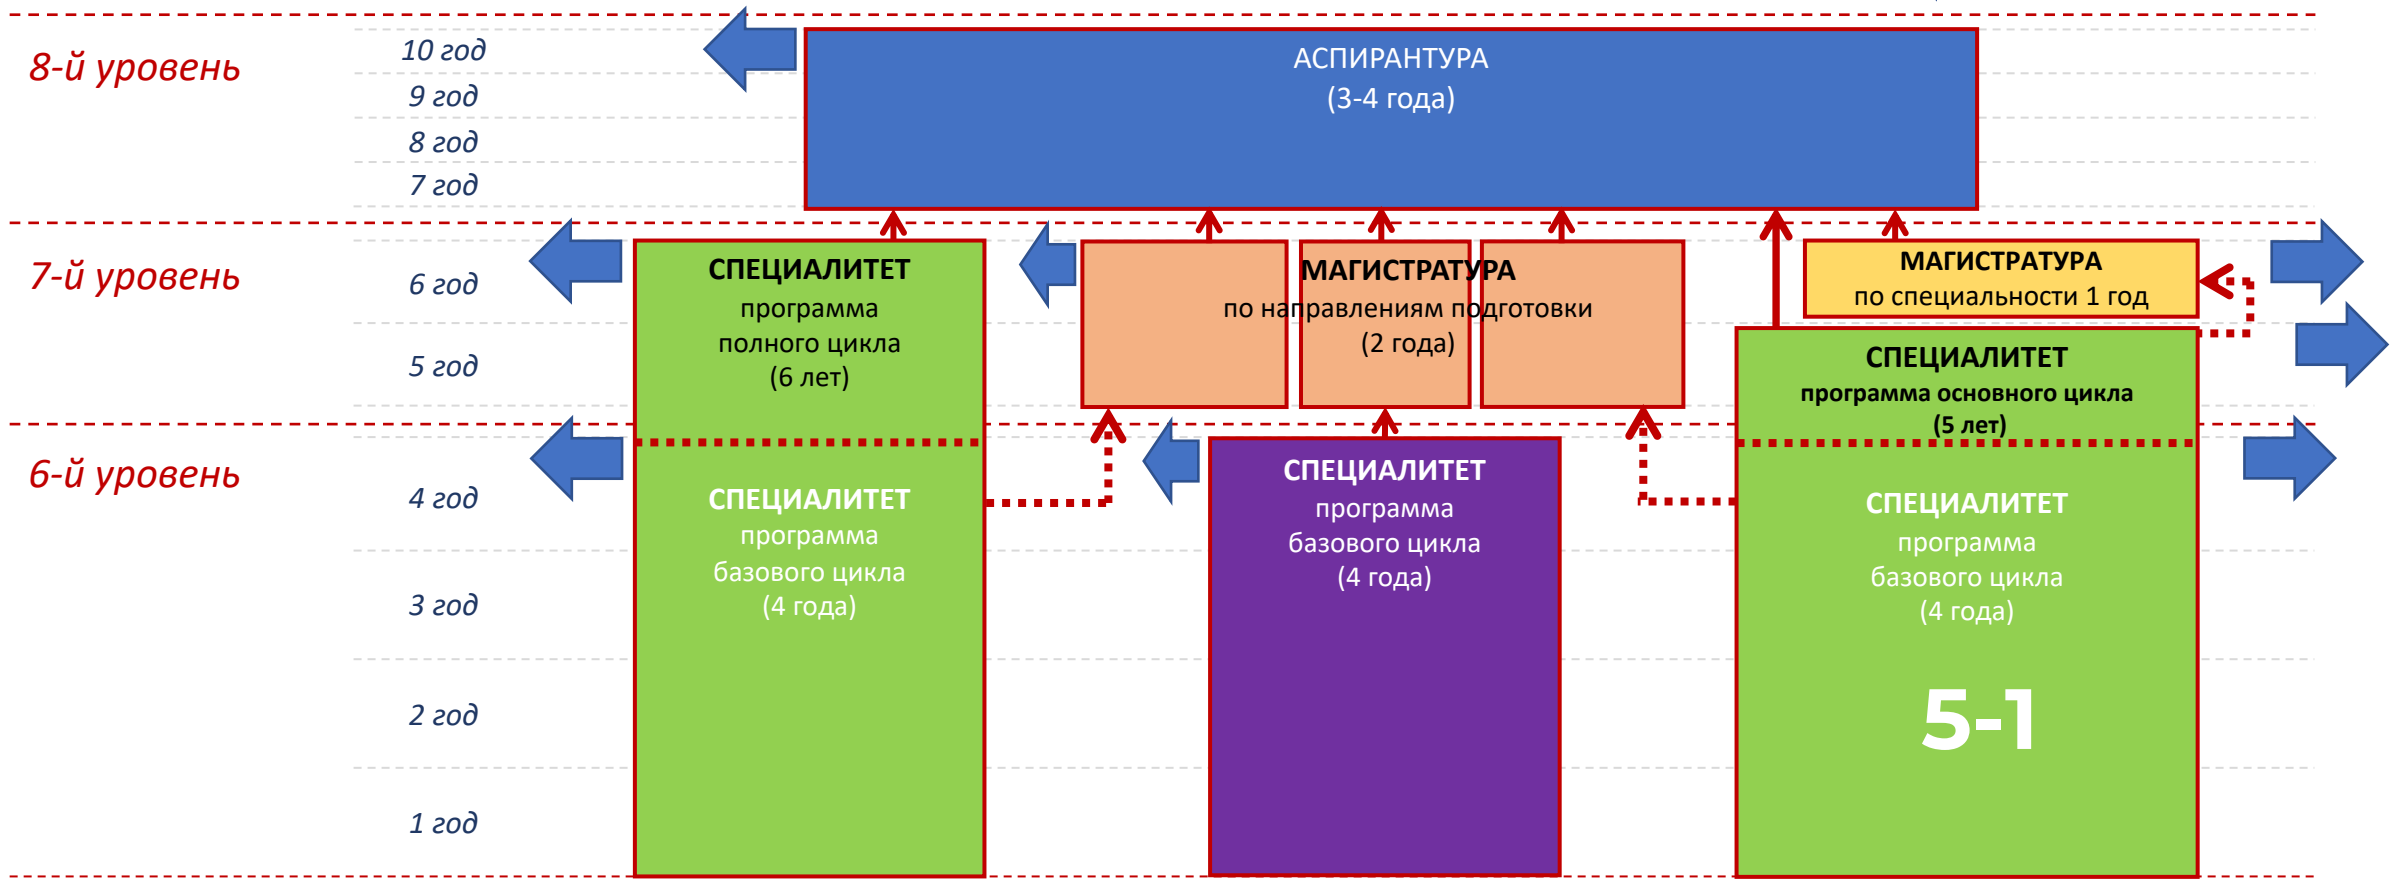 8-й уровень
10 год
9 год
8 год
7 год
АСПИРАНТУРА
(3-4 года)
7-й уровень
6 год
5 год
СПЕЦИАЛИТЕТ
программа
полного цикла
(6 лет)
МАГИСТРАТУРА
по направлениям подготовки
(2 года)
МАГИСТРАТУРА
по специальности 1 год
СПЕЦИАЛИТЕТ
программа основного цикла
(5 лет)
6-й уровень
4 год
3 год
2 год
1 год
СПЕЦИАЛИТЕТ
программа
базового цикла
(4 года)
СПЕЦИАЛИТЕТ
программа
базового цикла
(4 года)
СПЕЦИАЛИТЕТ
программа
базового цикла
(4 года)
5-1